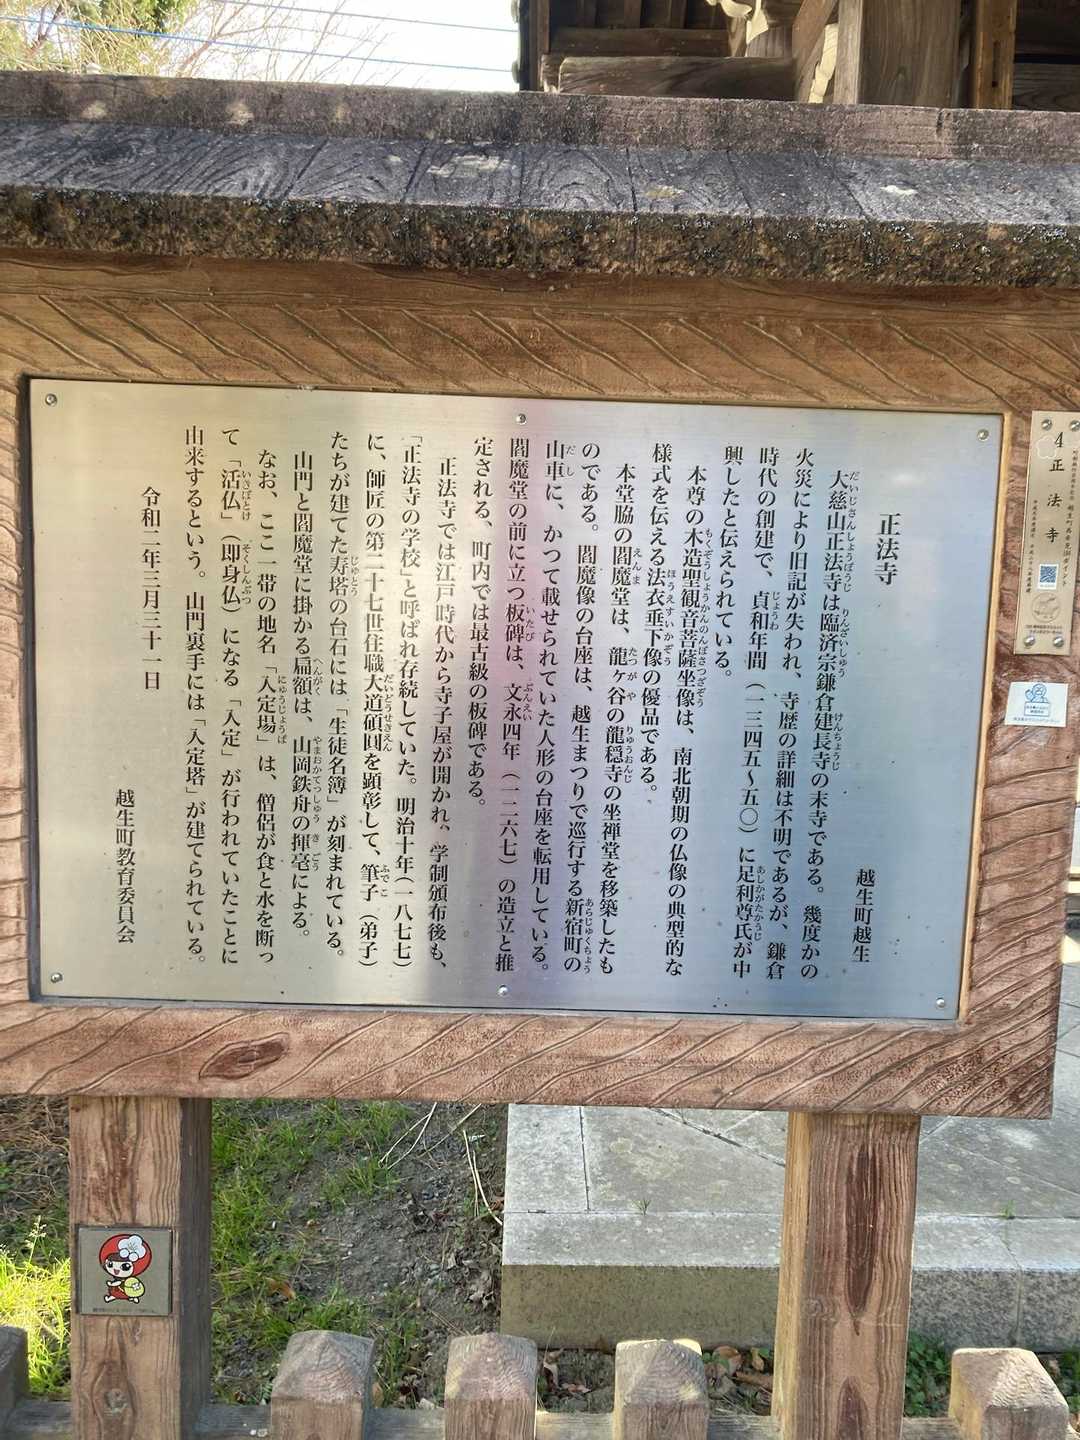 正法寺
越生町越生
大慈山正法寺は臨済宗鎌倉建長寺の末寺である。幾度かの
火災により旧記が失われ、寺歴の詳細は不明であるが、鎌倉
時代の創建で、貞和年間（一三四五〜五〇）に足利尊氏が中
興したと伝えられている。
本尊の木造聖観音菩薩坐像は、南北朝期の仏像の典型的な
様式を伝える法衣垂下像の優品である。
本堂脇の閻魔堂は、龍ヶ谷の龍穏寺の坐禅堂を移築したも
のである。閻魔像の台座は、越生まつりで巡行する新宿町の
山車に、かつて載せられていた人形の台座を転用している。
閻魔堂の前に立つ板碑は、文永四年（一二六七）の造立と推
定される、町内では最古級の板碑である。
正法寺では江戸時代から寺子屋が開かれ、学制頒布後も、
「正法寺の学校」と呼ばれ存続していた。明治十年（一八七七）
に、師匠の第二十七世住職大道碩圓を顕彰して、筆子（弟子）
たちが建てた寿塔の台石には「生徒名簿」が刻まれている。
山門と閻魔堂に掛かる扁額は、山岡鉄舟の揮毫による。
なお、ここ一帯の地名「入定場」は、僧侶が食と水を断っ
て「活仏」（即身仏）になる「入定」が行われていたことに
由来するという。山門裏手には「入定塔」が建てられている。
令和二年三月三十一日
越生町教育委員会
4 正法寺